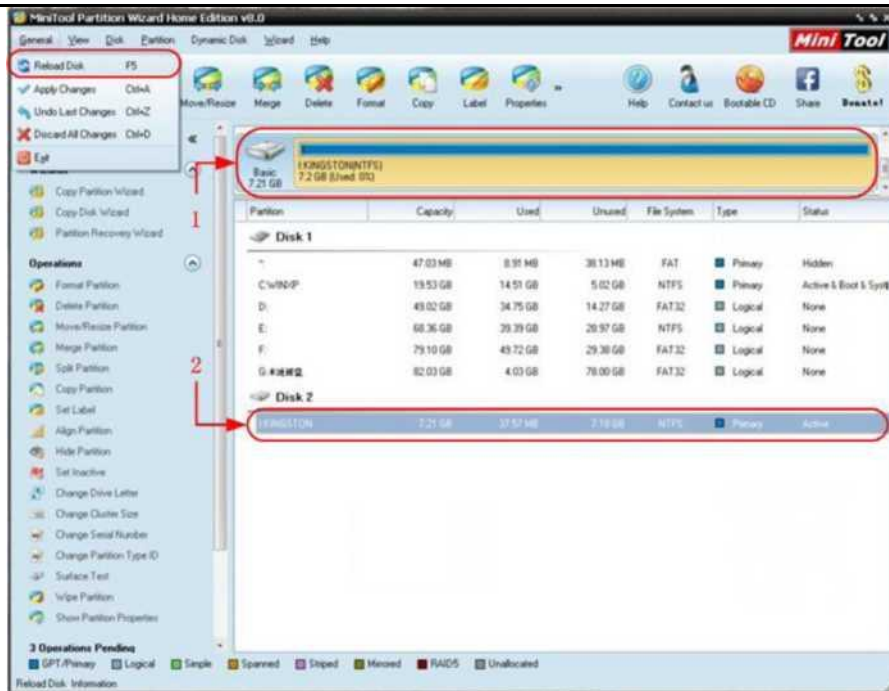 MiniTool Partition Wizard Home Edition v8.0
General View Disk Partition Dynamic Disk Wizard Help
Mini Tool
Reload Disk F5
Apply Changes Ctrl+A
Undo Last Changes Ctrl+Z
Discard All Changes Ctrl+D
Exit
Move/Resize Merge Delete Format Copy Label Properties Help Contact us Bootable CD Share Donate!
Basic
7.21 GB
I:KINGSTON(NTFS)
7.2 GB (Used: 0%)
1
Copy Partition Wizard
Copy Disk Wizard
Partition Recovery Wizard
Operations
Format Partition
Delete Partition
Move/Resize Partition
Merge Partition
Split Partition
Copy Partition
Set Label
Align Partition
Hide Partition
Set Inactive
Change Drive Letter
Change Cluster Size
Change Serial Number
Change Partition Type ID
Surface Test
Wipe Partition
Show Partition Properties
3 Operations Pending
2
Partition Capacity Used Unused File System Type Status
Disk 1
*: 47.03 MB 8.91 MB 38.13 MB FAT Primary Hidden
C:WINXP 19.53 GB 14.51 GB 5.02 GB NTFS Primary Active & Boot & Syst
D: 49.02 GB 34.75 GB 14.27 GB FAT32 Logical None
E: 68.36 GB 39.39 GB 28.97 GB NTFS Logical None
F: 79.10 GB 49.72 GB 29.38 GB FAT32 Logical None
G:本地磁盘 82.03 GB 4.03 GB 78.00 GB FAT32 Logical None
Disk 2
I:KINGSTON 7.21 GB 37.57 MB 7.18 GB NTFS Primary Active
GPT/Primary Logical Simple Spanned Striped Mirrored RAID5 Unallocated
Reload Disk Information